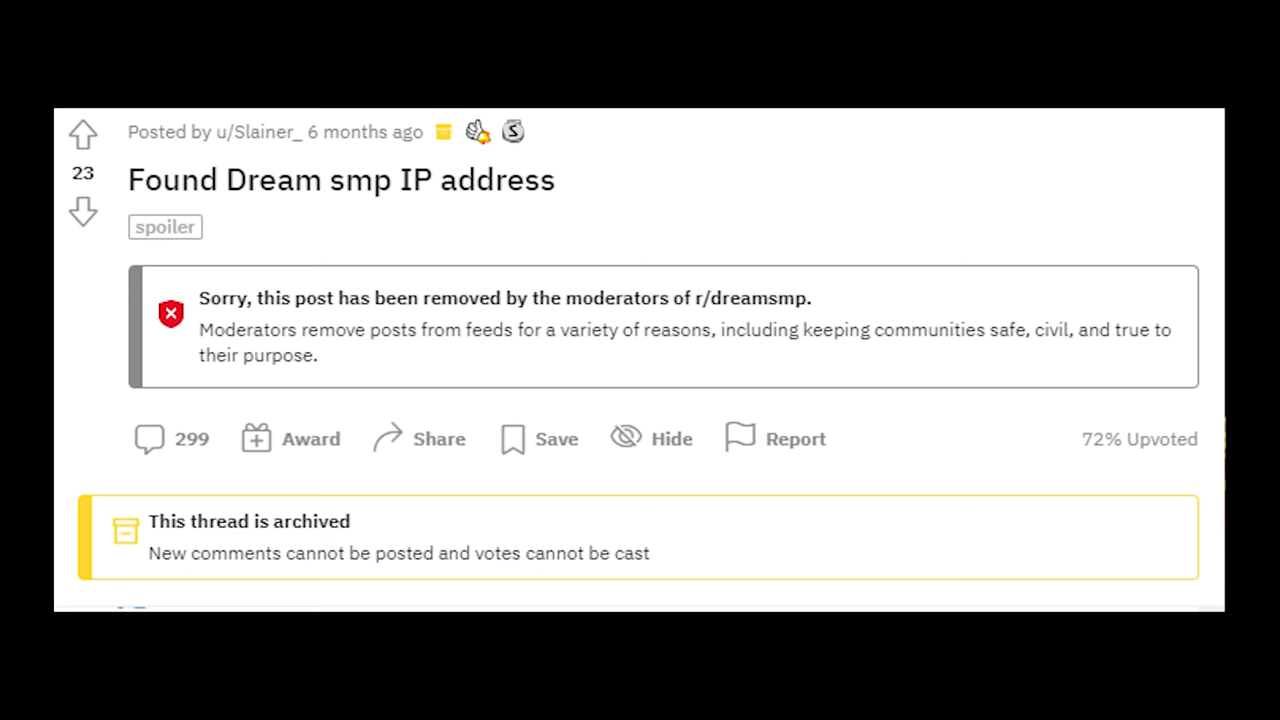 Posted by u/Slainer_ 6 months ago
23
Found Dream smp IP address
spoiler
Sorry, this post has been removed by the moderators of r/dreamsmp.
Moderators remove posts from feeds for a variety of reasons, including keeping communities safe, civil, and true to
their purpose.
299 Award Share Save Hide Report 72% Upvoted
This thread is archived
New comments cannot be posted and votes cannot be cast